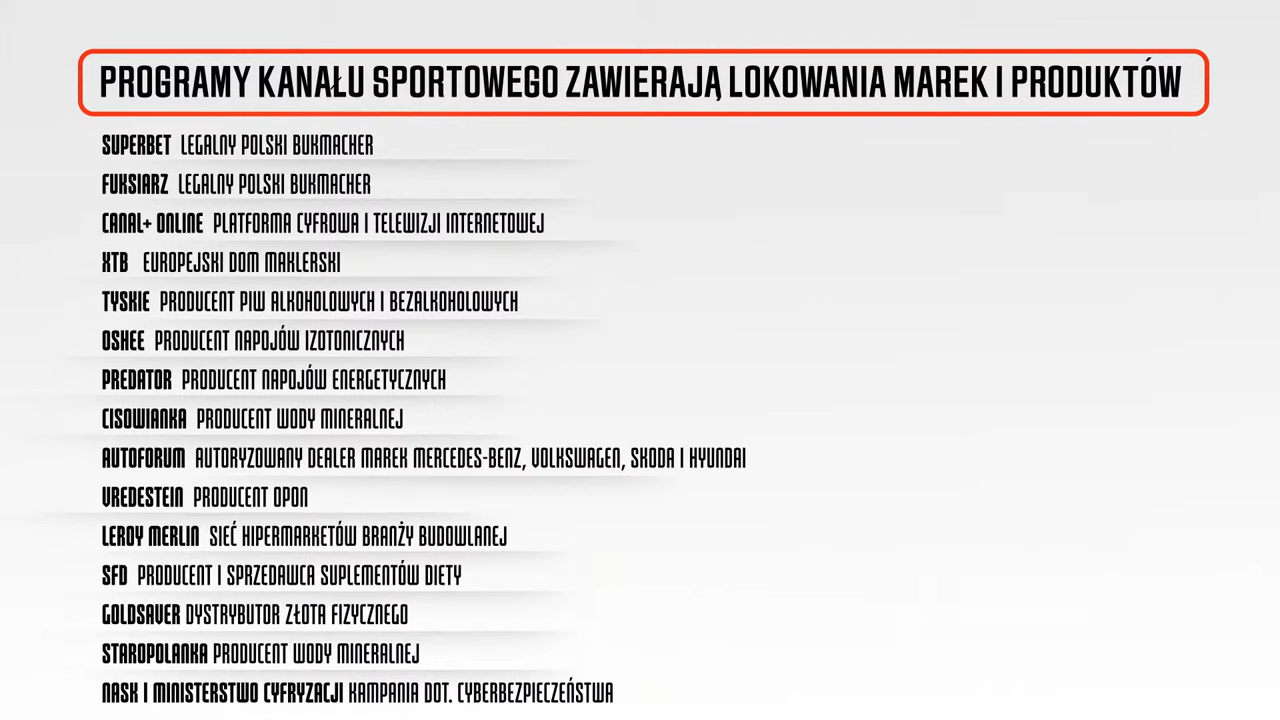 PROGRAMY KANAŁU SPORTOWEGO ZAWIERAJĄ LOKOWANIA MAREK I PRODUKTÓW
SUPERBET LEGALNY POLSKI BUKMACHER
FUKSIARZ LEGALNY POLSKI BUKMACHER
CANAL+ ONLINE PLATFORMA CYFROWA I TELEWIZJI INTERNETOWEJ
XTB EUROPEJSKI DOM MAKLERSKI
TYSKIE PRODUCENT PIW ALKOHOLOWYCH I BEZALKOHOLOWYCH
OSHEE PRODUCENT NAPOJÓW IZOTONICZNYCH
PREDATOR PRODUCENT NAPOJÓW ENERGETYCZNYCH
CISOWIANKA PRODUCENT WODY MINERALNEJ
AUTOFORUM AUTORYZOWANY DEALER MAREK MERCEDES-BENZ, VOLKSWAGEN, SKODA I HYUNDAI
VREDESTEIN PRODUCENT OPON
LEROY MERLIN SIEĆ HIPERMARKETÓW BRANŻY BUDOWLANEJ
SFD PRODUCENT I SPRZEDAWCA SUPLEMENTÓW DIETY
GOLDSAVER DYSTRYBUTOR ZŁOTA FIZYCZNEGO
STAROPOLANKA PRODUCENT WODY MINERALNEJ
NASK I MINISTERSTWO CYFRYZACJI KAMPANIA DOT. CYBERBEZPIECZEŃSTWA